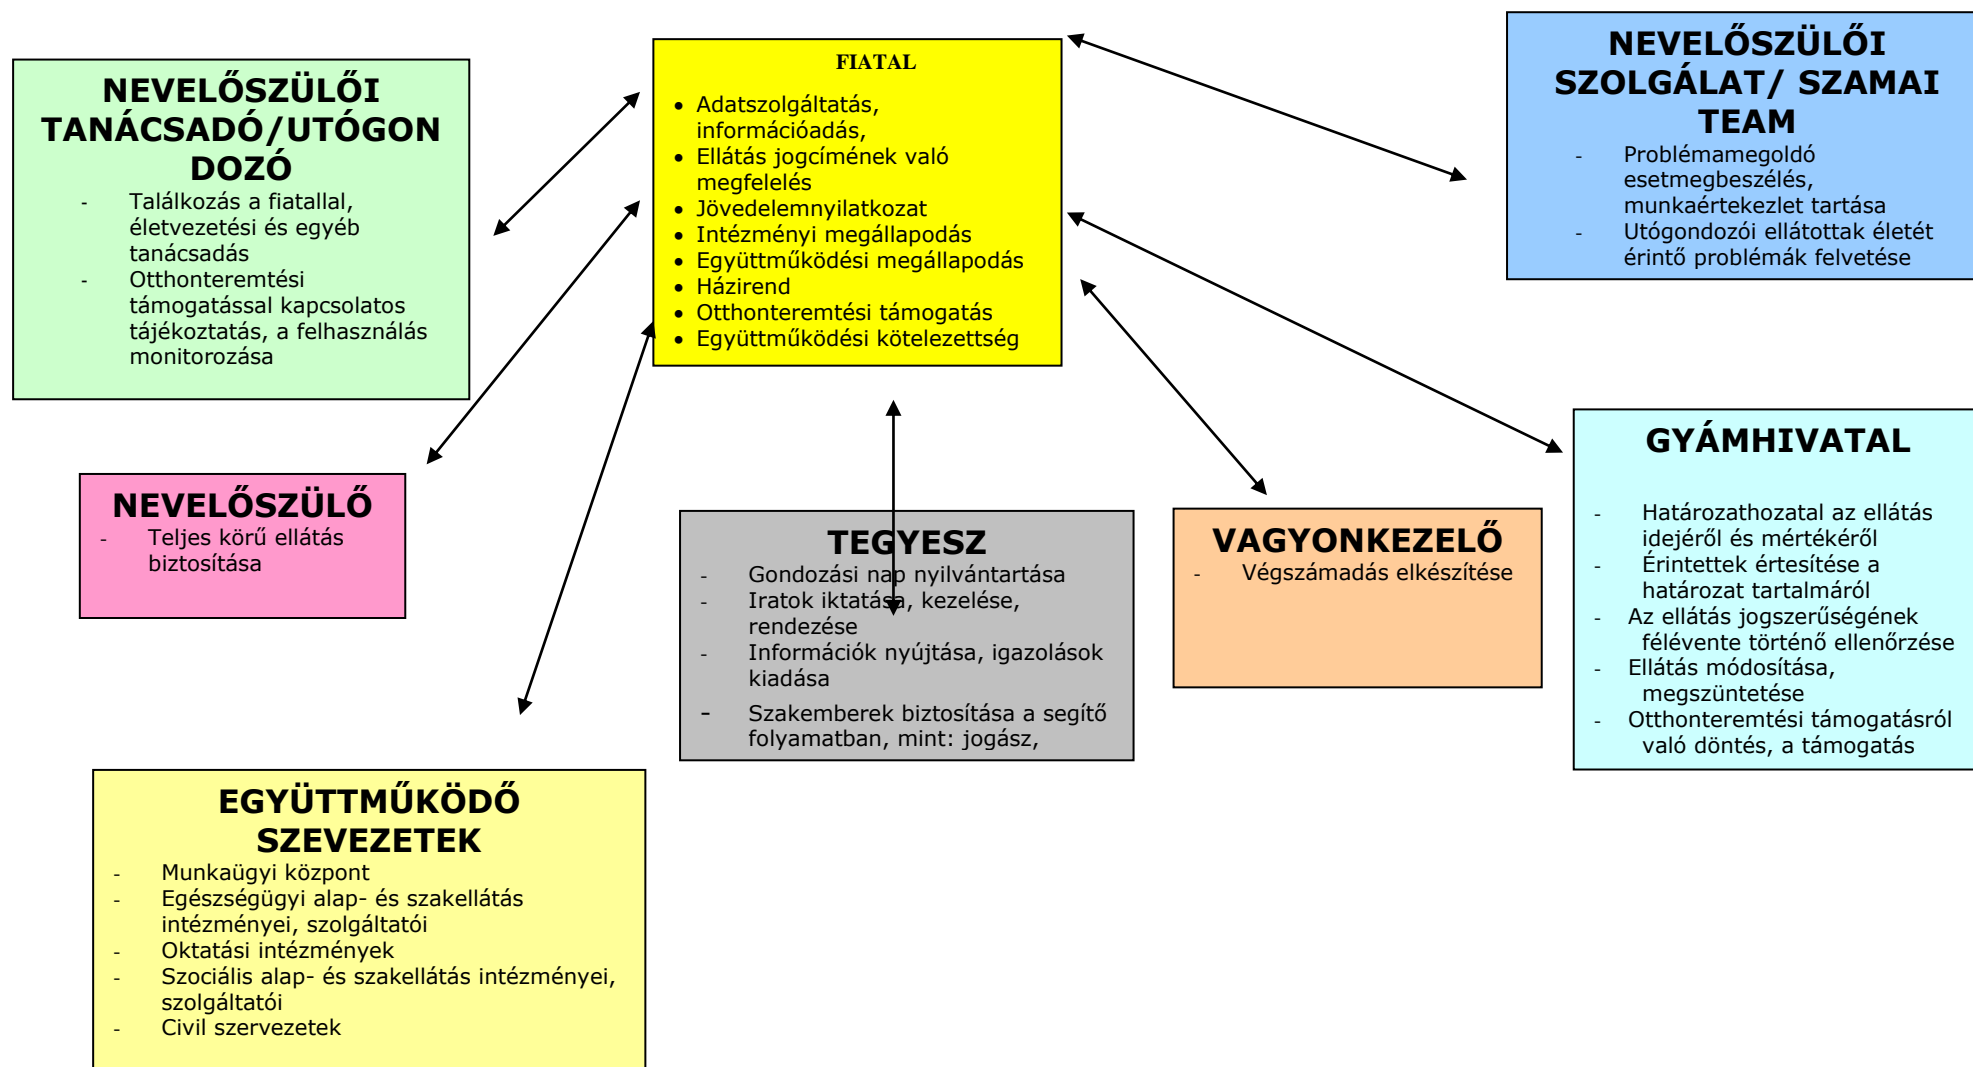 FIATAL
• Adatszolgáltatás,
információadás,
• Ellátás jogcímének való
megfelelés
• Jövedelemnyilatkozat
• Intézményi megállapodás
• Együttműködési megállapodás
• Házirend
• Otthonteremtési támogatás
• Együttműködési kötelezettség
NEVELŐSZÜLŐI
TANÁCSADÓ/UTÓGON
DOZÓ
- Találkozás a fiatallal,
életvezetési és egyéb
tanácsadás
- Otthonteremtési
támogatással kapcsolatos
tájékoztatás, a felhasználás
monitorozása
NEVELŐSZÜLŐI
SZOLGÁLAT/ SZAMAI
TEAM
- Problémamegoldó
esetmegbeszélés,
munkaértekezlet tartása
- Utógondozói ellátottak életét
érintő problémák felvetése
NEVELŐSZÜLŐ
- Teljes körű ellátás
biztosítása
TEGYESZ
- Gondozási nap nyilvántartása
- Iratok iktatása, kezelése,
rendezése
- Információk nyújtása, igazolások
kiadása
- Szakemberek biztosítása a segítő
folyamatban, mint: jogász,
VAGYONKEZELŐ
- Végszámadás elkészítése
GYÁMHIVATAL
- Határozathozatal az ellátás
idejéről és mértékéről
- Érintettek értesítése a
határozat tartalmáról
- Az ellátás jogszerűségének
félévente történő ellenőrzése
- Ellátás módosítása,
megszüntetése
- Otthonteremtési támogatásról
való döntés, a támogatás
EGYÜTTMŰKÖDŐ
SZEVEZETEK
- Munkaügyi központ
- Egészségügyi alap- és szakellátás
intézményei, szolgáltatói
- Oktatási intézmények
- Szociális alap- és szakellátás intézményei,
szolgáltatói
- Civil szervezetek